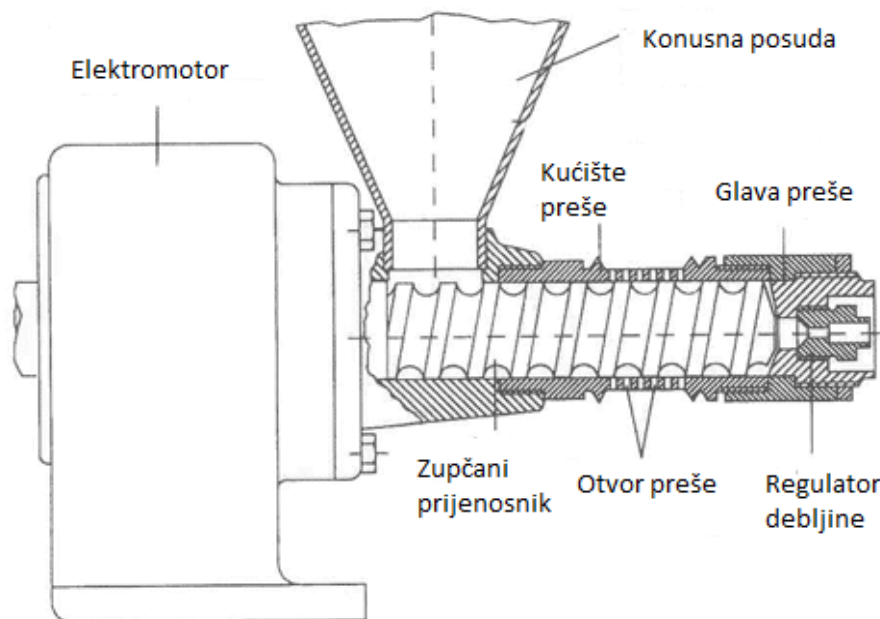 Konusna posuda
Elektromotor
Kućište
preše
Glava preše
Zupčani
prijenosnik
Otvor preše
Regulator
debljine